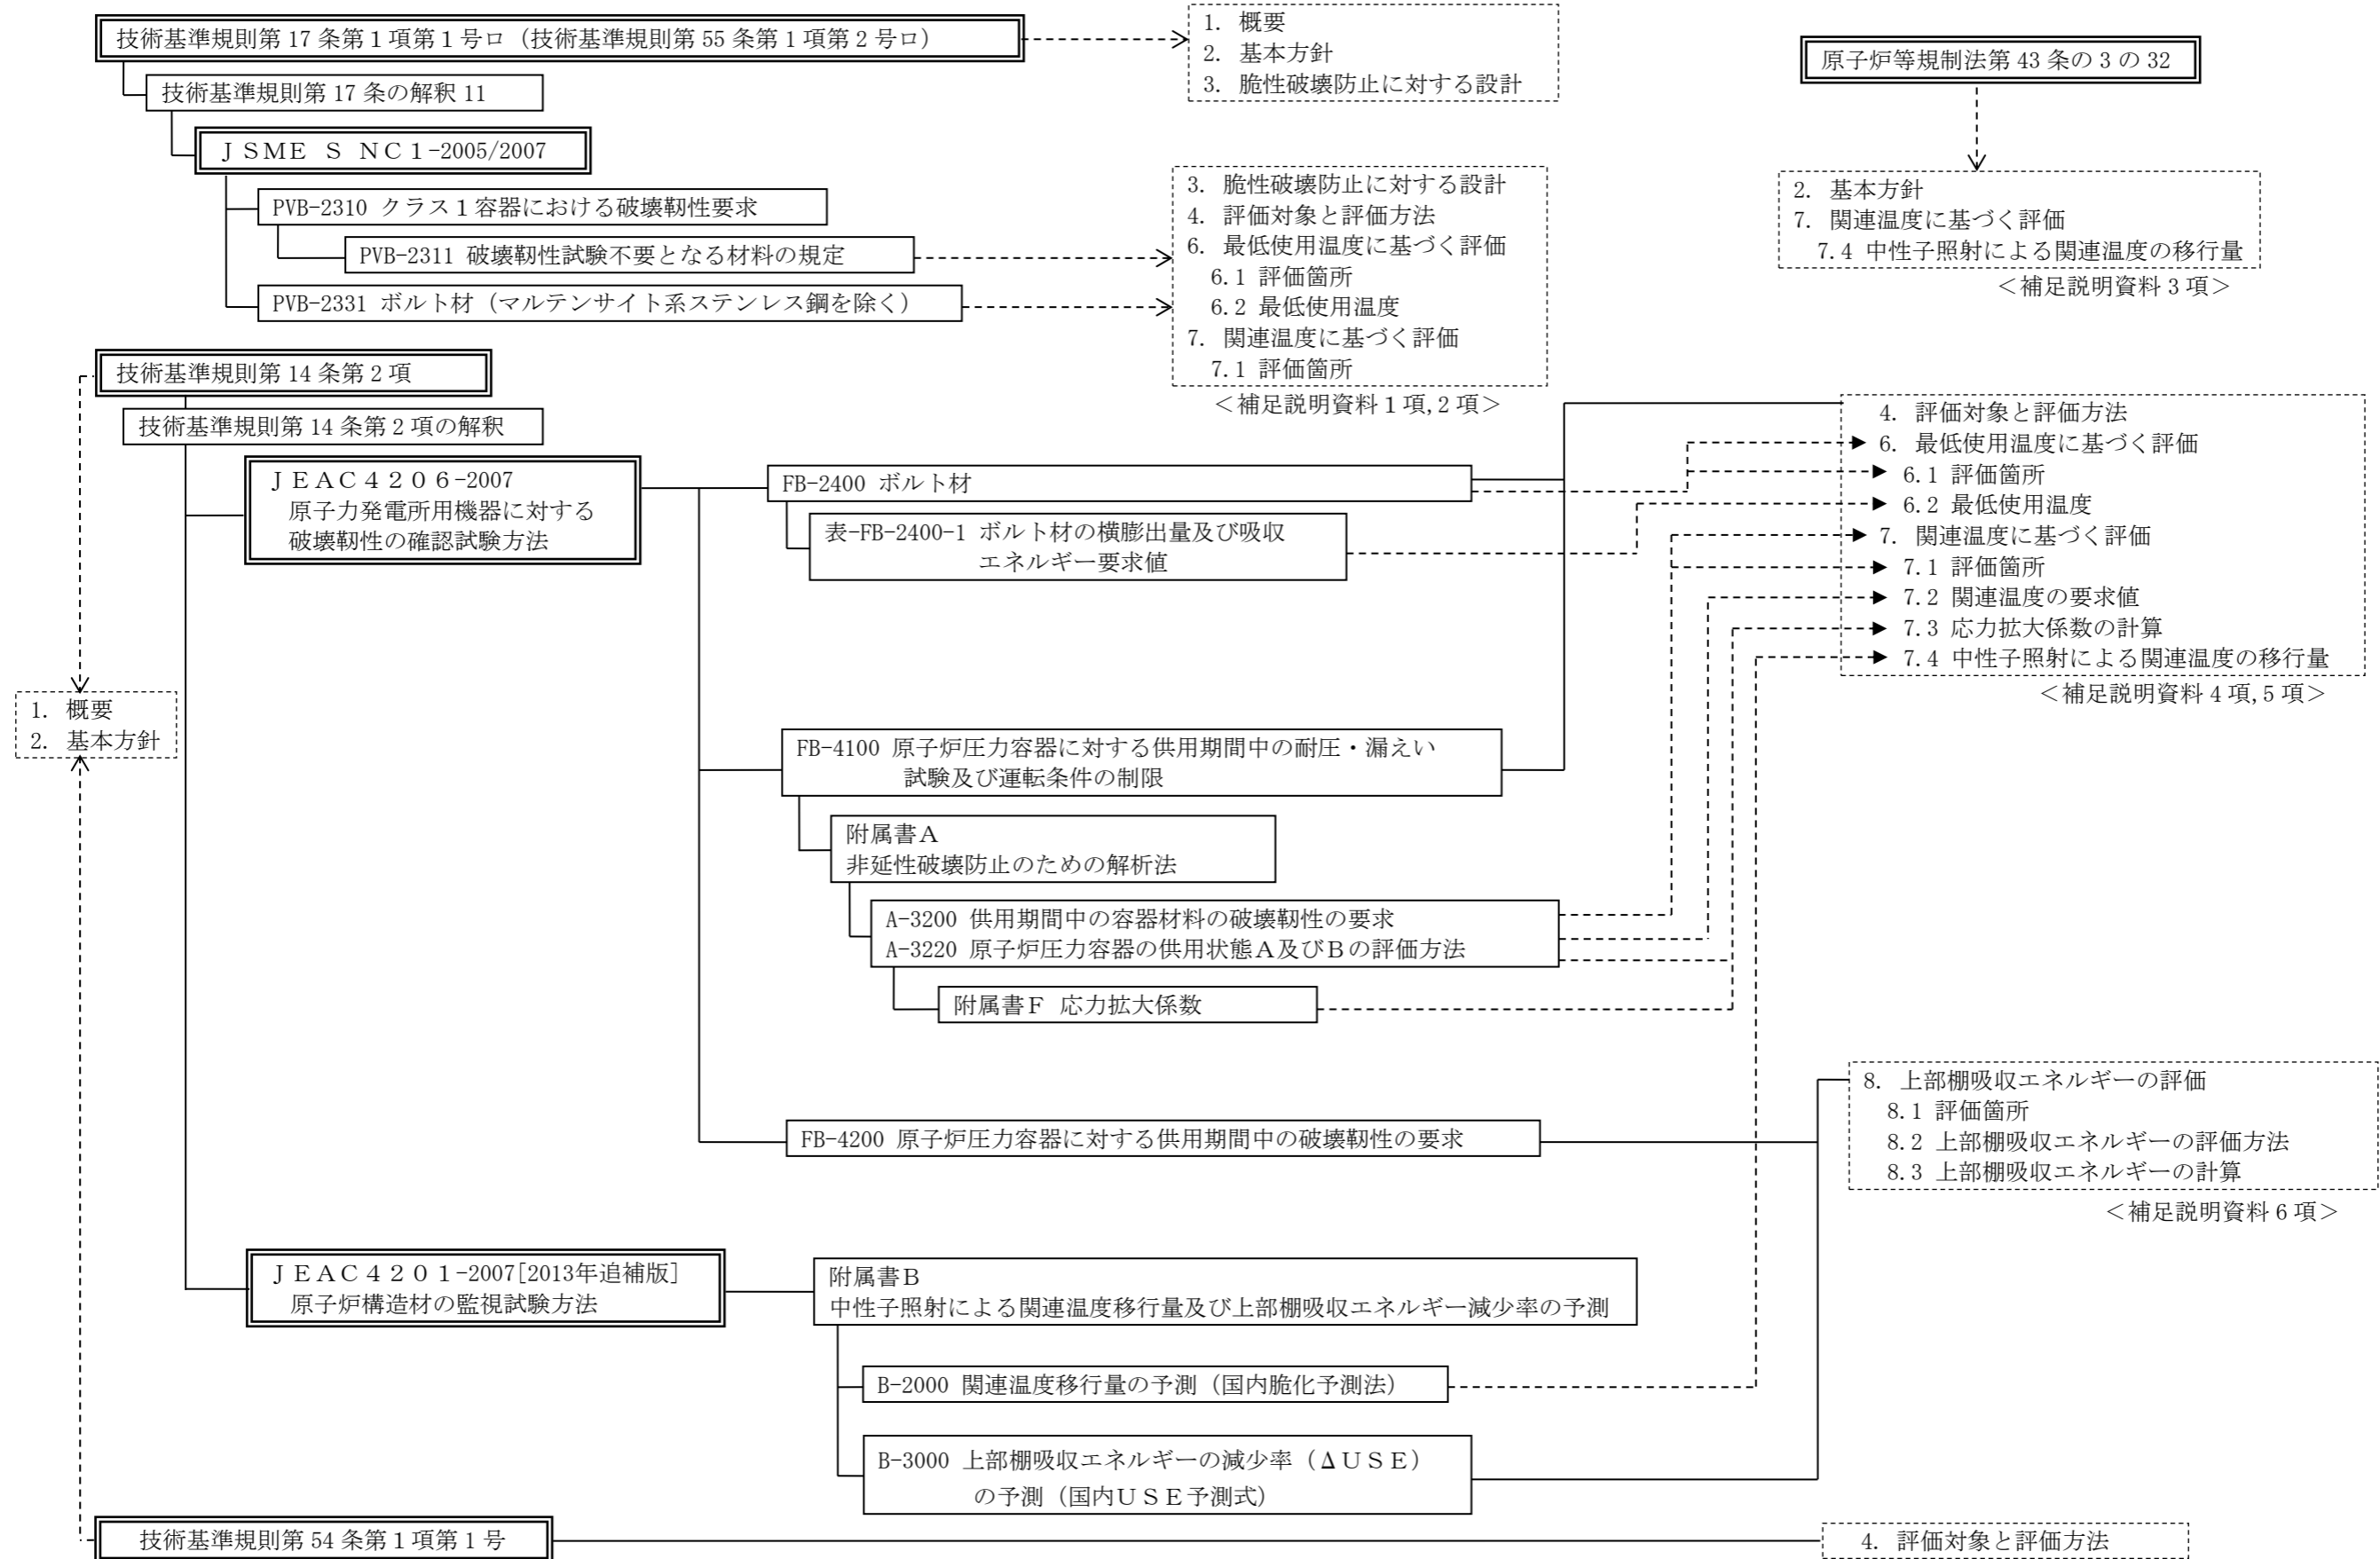 技術基準規則第 17 条第１項第１号ロ（技術基準規則第 55 条第１項第２号ロ）
技術基準規則第 17 条の解釈 11
ＪＳＭＥ Ｓ ＮＣ１-2005/2007
PVB-2310 クラス１容器における破壊靭性要求
PVB-2311 破壊靭性試験不要となる材料の規定
PVB-2331 ボルト材（マルテンサイト系ステンレス鋼を除く）
1. 概要
2. 基本方針
3. 脆性破壊防止に対する設計
原子炉等規制法第 43 条の 3 の 32
2. 基本方針
7. 関連温度に基づく評価
7.4 中性子照射による関連温度の移行量
＜補足説明資料 3 項＞
3. 脆性破壊防止に対する設計
4. 評価対象と評価方法
6. 最低使用温度に基づく評価
6.1 評価箇所
6.2 最低使用温度
7. 関連温度に基づく評価
7.1 評価箇所
＜補足説明資料 1 項,2 項＞
技術基準規則第 14 条第２項
技術基準規則第 14 条第２項の解釈
ＪＥＡＣ４２０６-2007
原子力発電所用機器に対する
破壊靭性の確認試験方法
FB-2400 ボルト材
表-FB-2400-1 ボルト材の横膨出量及び吸収
エネルギー要求値
4. 評価対象と評価方法
6. 最低使用温度に基づく評価
6.1 評価箇所
6.2 最低使用温度
7. 関連温度に基づく評価
7.1 評価箇所
7.2 関連温度の要求値
7.3 応力拡大係数の計算
7.4 中性子照射による関連温度の移行量
＜補足説明資料 4 項,5 項＞
1. 概要
2. 基本方針
FB-4100 原子炉圧力容器に対する供用期間中の耐圧・漏えい
試験及び運転条件の制限
附属書Ａ
非延性破壊防止のための解析法
A-3200 供用期間中の容器材料の破壊靭性の要求
A-3220 原子炉圧力容器の供用状態Ａ及びＢの評価方法
附属書Ｆ 応力拡大係数
FB-4200 原子炉圧力容器に対する供用期間中の破壊靭性の要求
8. 上部棚吸収エネルギーの評価
8.1 評価箇所
8.2 上部棚吸収エネルギーの評価方法
8.3 上部棚吸収エネルギーの計算
＜補足説明資料 6 項＞
ＪＥＡＣ４２０１-2007[2013年追補版]
原子炉構造材の監視試験方法
附属書Ｂ
中性子照射による関連温度移行量及び上部棚吸収エネルギー減少率の予測
B-2000 関連温度移行量の予測（国内脆化予測法）
B-3000 上部棚吸収エネルギーの減少率（ΔＵＳＥ）
の予測（国内ＵＳＥ予測式）
技術基準規則第 54 条第１項第１号
4. 評価対象と評価方法